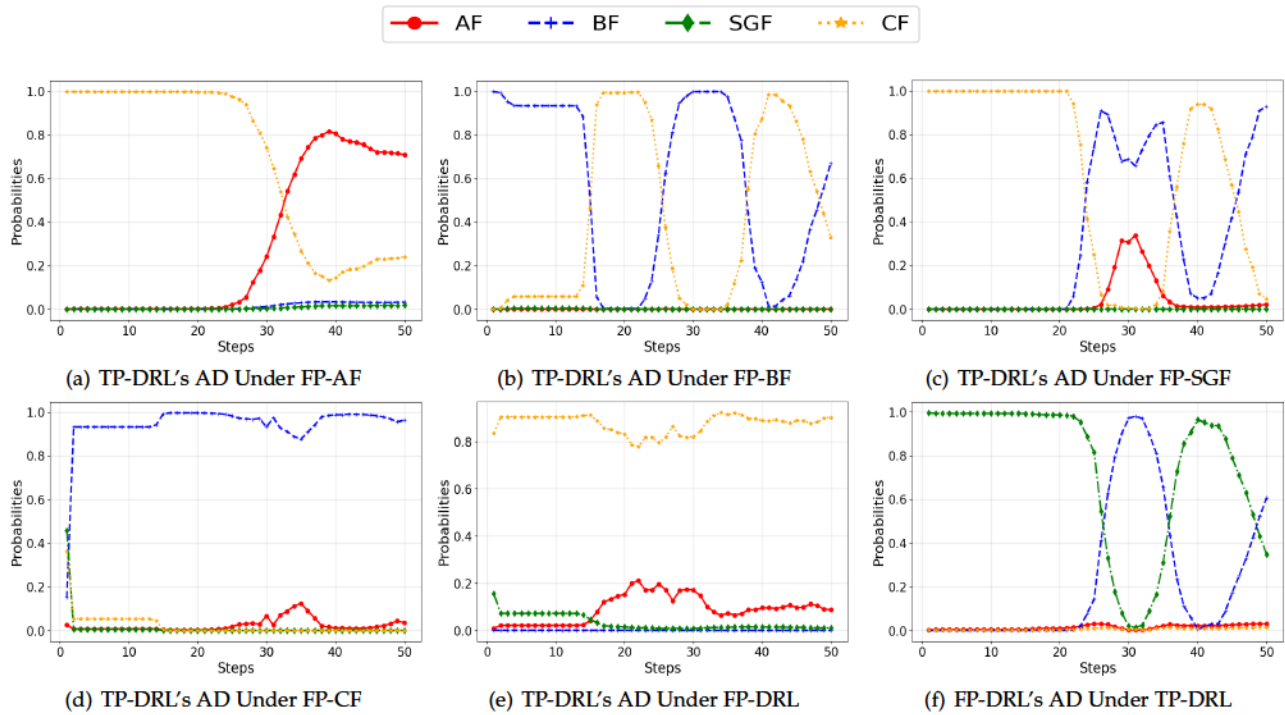 AF BF SGF CF
1.0
0.8
0.6
0.4
0.2
0.0
Probabilities
0 10 20 30 40 50
Steps
(a) TP-DRL's AD Under FP-AF
1.0
0.8
0.6
0.4
0.2
0.0
Probabilities
0 10 20 30 40 50
Steps
(b) TP-DRL's AD Under FP-BF
1.0
0.8
0.6
0.4
0.2
0.0
Probabilities
0 10 20 30 40 50
Steps
(c) TP-DRL's AD Under FP-SGF
1.0
0.8
0.6
0.4
0.2
0.0
Probabilities
0 10 20 30 40 50
Steps
(d) TP-DRL's AD Under FP-CF
0.8
0.6
0.4
0.2
0.0
Probabilities
0 10 20 30 40 50
Steps
(e) TP-DRL's AD Under FP-DRL
1.0
0.8
0.6
0.4
0.2
0.0
Probabilities
0 10 20 30 40 50
Steps
(f) FP-DRL's AD Under TP-DRL